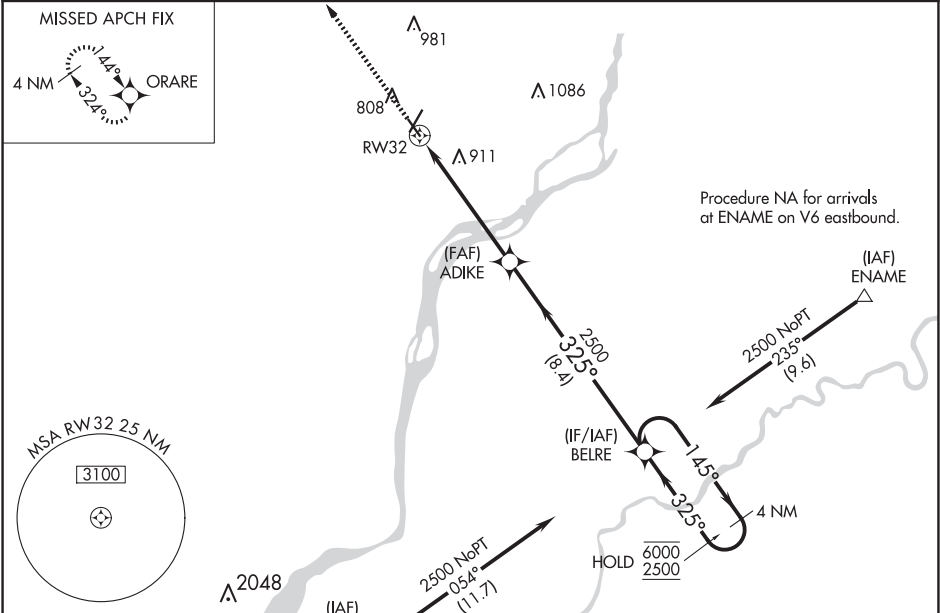 MISSED APCH FIX
4 NM
144°
324°
ORARE
981
808
1086
RW32
911
Procedure NA for arrivals
at ENAME on V6 eastbound.
(FAF)
ADIKE
(IAF)
ENAME
2500 NoPT
235°
(9.6)
2500
325°
(8.4)
(IF/IAF)
BELRE
145°
325°
4 NM
HOLD
6000
2500
MSA RW32 25 NM
3100
2048
2500 NoPT
054°
(11.7)
(IAF)